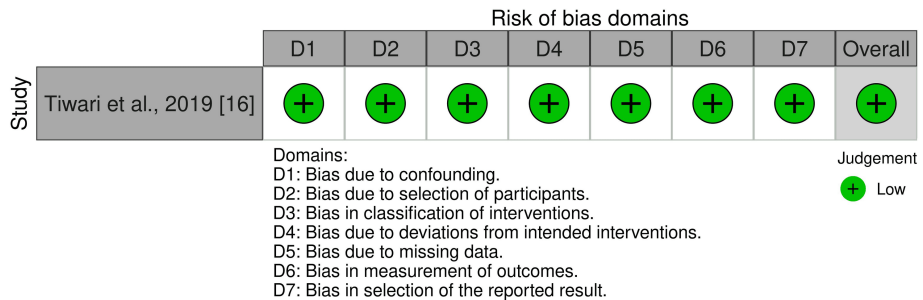 Risk of bias domains
D1 D2 D3 D4 D5 D6 D7 Overall
Study
Tiwari et al., 2019 [16] + + + + + + + +
Domains:
D1: Bias due to confounding.
D2: Bias due to selection of participants.
D3: Bias in classification of interventions.
D4: Bias due to deviations from intended interventions.
D5: Bias due to missing data.
D6: Bias in measurement of outcomes.
D7: Bias in selection of the reported result.
Judgement
+ Low